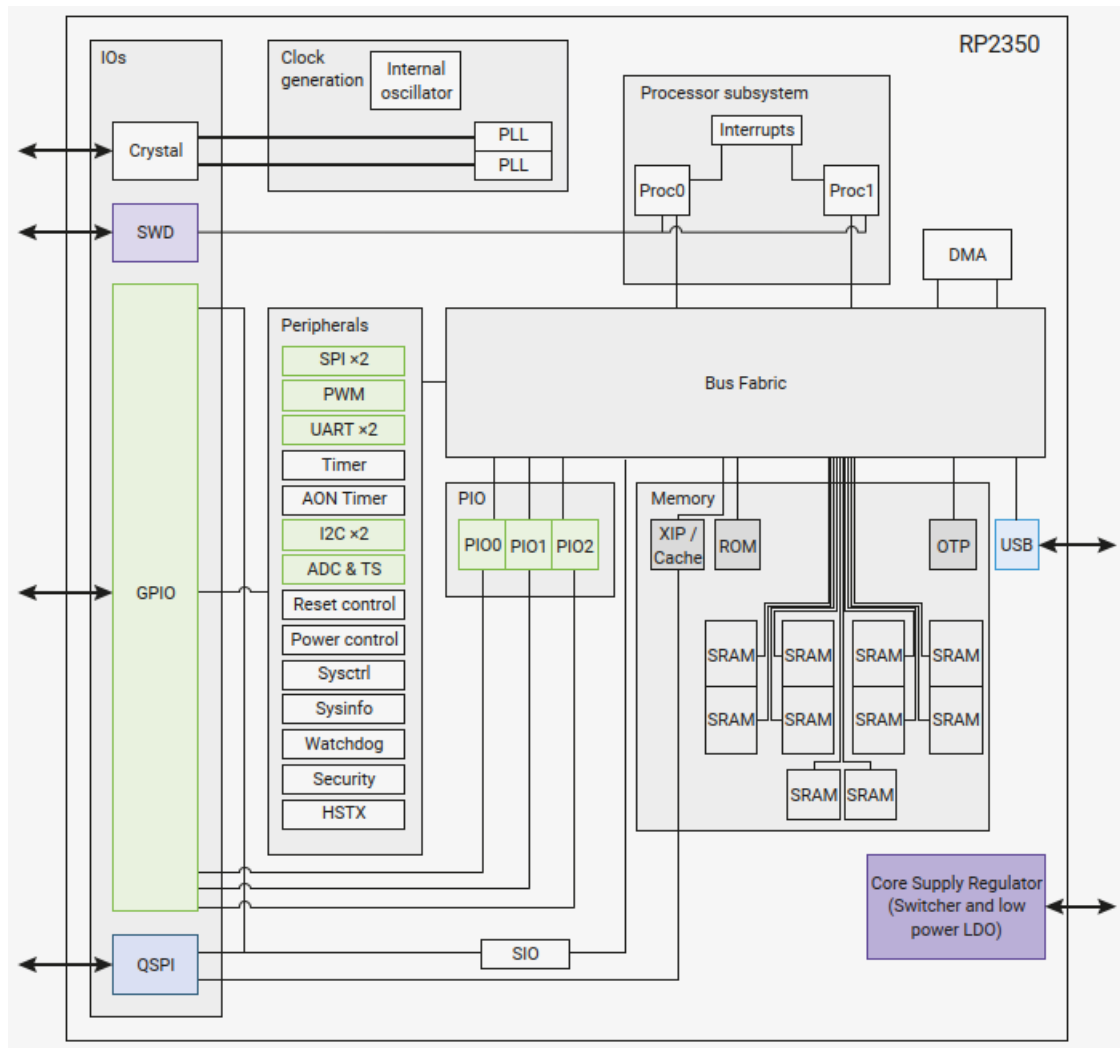 RP2350
IOs
Clock
generation
Internal
oscillator
Crystal
PLL
PLL
Processor subsystem
Interrupts
Proc0
Proc1
SWD
DMA
GPIO
Peripherals
SPI ×2
PWM
UART ×2
Timer
AON Timer
I2C ×2
ADC & TS
Reset control
Power control
Sysctrl
Sysinfo
Watchdog
Security
HSTX
Bus Fabric
PIO
PIO0
PIO1
PIO2
Memory
XIP /
Cache
ROM
OTP
USB
SRAM
SRAM
SRAM
SRAM
SRAM
SRAM
SRAM
SRAM
SRAM
SRAM
Core Supply Regulator
(Switcher and low
power LDO)
QSPI
SIO